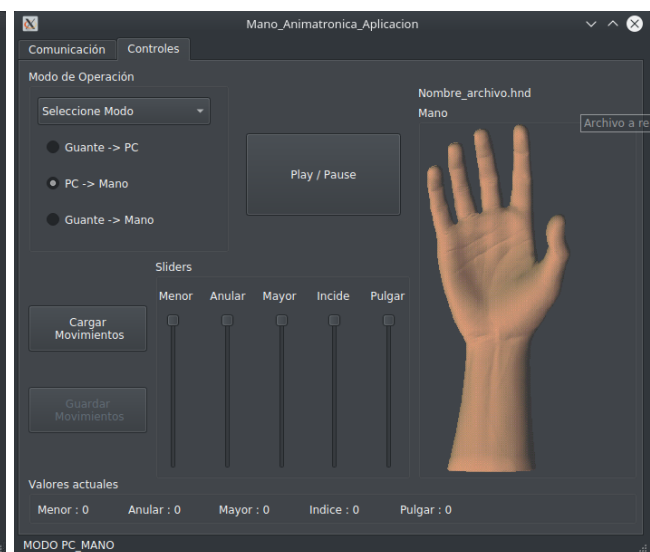 Mano_Animatronica_Aplicacion
Comunicación Controles
Modo de Operación
Seleccione Modo
Guante -> PC
PC -> Mano
Guante -> Mano
Play / Pause
Nombre_archivo.hnd
Mano
Archivo a re
Sliders
Menor Anular Mayor Incide Pulgar
Cargar
Movimientos
Guardar
Movimientos
Valores actuales
Menor : 0 Anular : 0 Mayor : 0 Indice : 0 Pulgar : 0
MODO PC_MANO